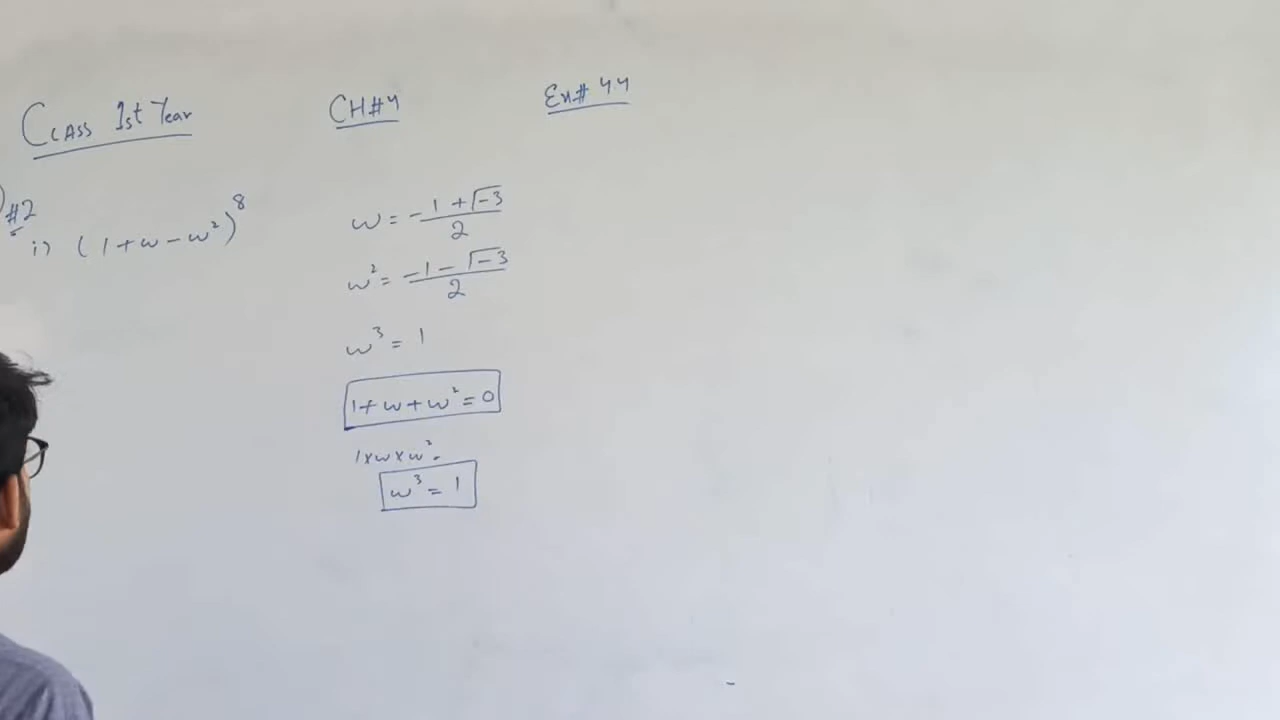 Class 1st Year CH#4 Ex# 4.4
#2
i) (1+ω-ω²)⁸
ω = -1+√-3/2
ω² = -1-√-3/2
ω³ = 1
1+ω+ω²=0
1×ω×ω² =
ω³ = 1